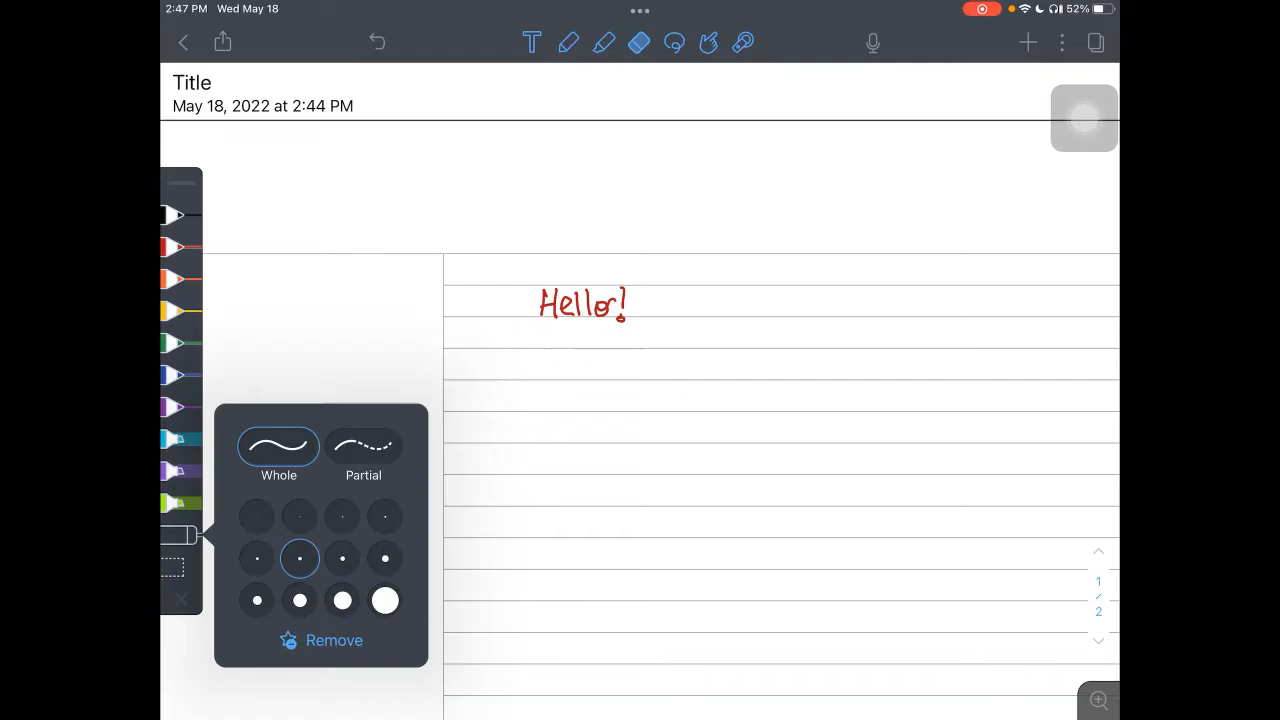 2:47 PM Wed May 18
52%
Title
May 18, 2022 at 2:44 PM
Hello!
Whole Partial
Remove
1
2